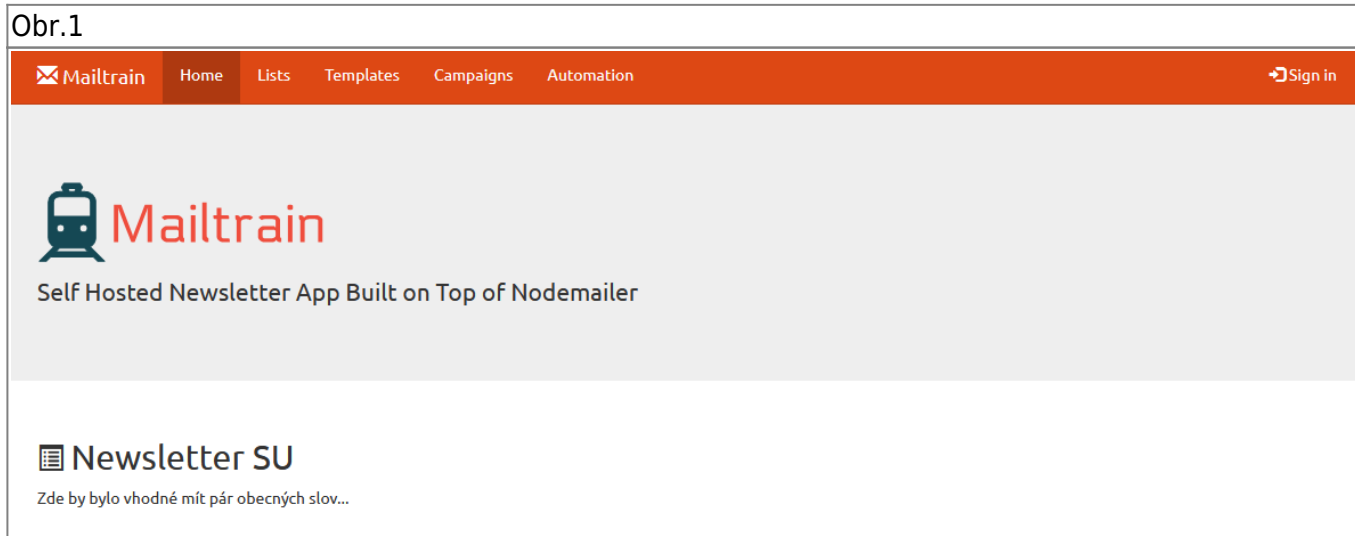 Obr.1
Mailtrain Home Lists Templates Campaigns Automation Sign in
Mailtrain
Self Hosted Newsletter App Built on Top of Nodemailer
Newsletter SU
Zde by bylo vhodné mít pár obecných slov...